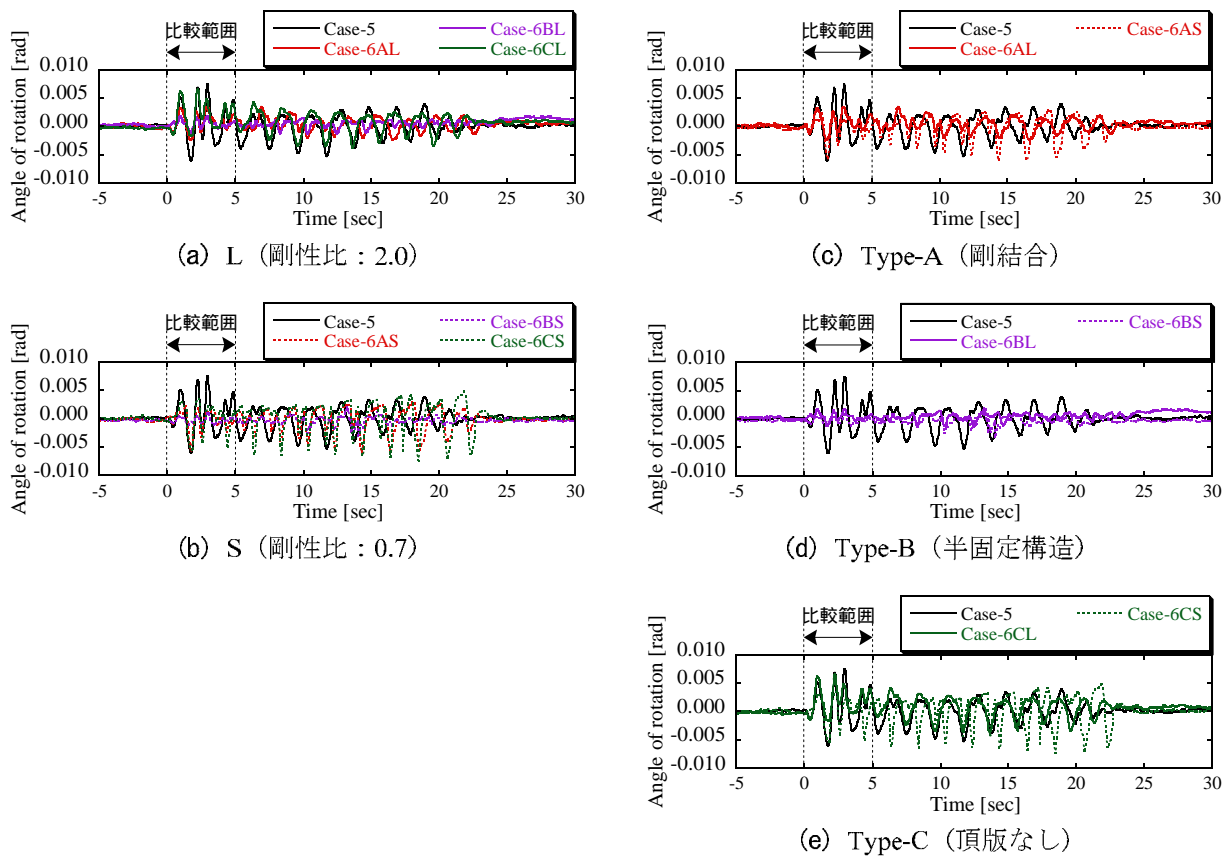 比較範囲
Case-5 Case-6BL
Case-6AL Case-6CL
Angle of rotation [rad]
0.010
0.005
0.000
-0.005
-0.010
-5 0 5 10 15 20 25 30
Time [sec]
(a) L（剛性比：2.0）
比較範囲
Case-5 Case-6AS
Case-6AL
Angle of rotation [rad]
0.010
0.005
0.000
-0.005
-0.010
-5 0 5 10 15 20 25 30
Time [sec]
(c) Type-A（剛結合）
比較範囲
Case-5 Case-6BS
Case-6AS Case-6CS
Angle of rotation [rad]
0.010
0.005
0.000
-0.005
-0.010
-5 0 5 10 15 20 25 30
Time [sec]
(b) S（剛性比：0.7）
比較範囲
Case-5 Case-6BS
Case-6BL
Angle of rotation [rad]
0.010
0.005
0.000
-0.005
-0.010
-5 0 5 10 15 20 25 30
Time [sec]
(d) Type-B（半固定構造）
比較範囲
Case-5 Case-6CS
Case-6CL
Angle of rotation [rad]
0.010
0.005
0.000
-0.005
-0.010
-5 0 5 10 15 20 25 30
Time [sec]
(e) Type-C（頂版なし）